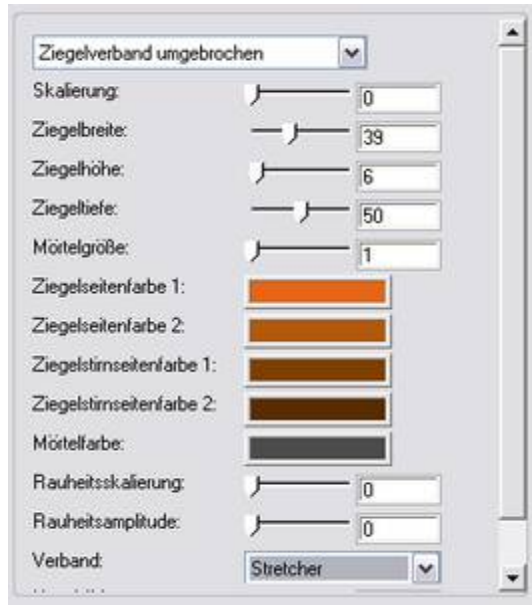 Ziegelverband umgebrochen
Skalierung: 0
Ziegelbreite: 39
Ziegelhöhe: 6
Ziegeltiefe: 50
Mörtelgröße: 1
Ziegelseitenfarbe 1:
Ziegelseitenfarbe 2:
Ziegelstirnseitenfarbe 1:
Ziegelstirnseitenfarbe 2:
Mörtelfarbe:
Rauheitsskalierung: 0
Rauheitsamplitude: 0
Verband: Stretcher